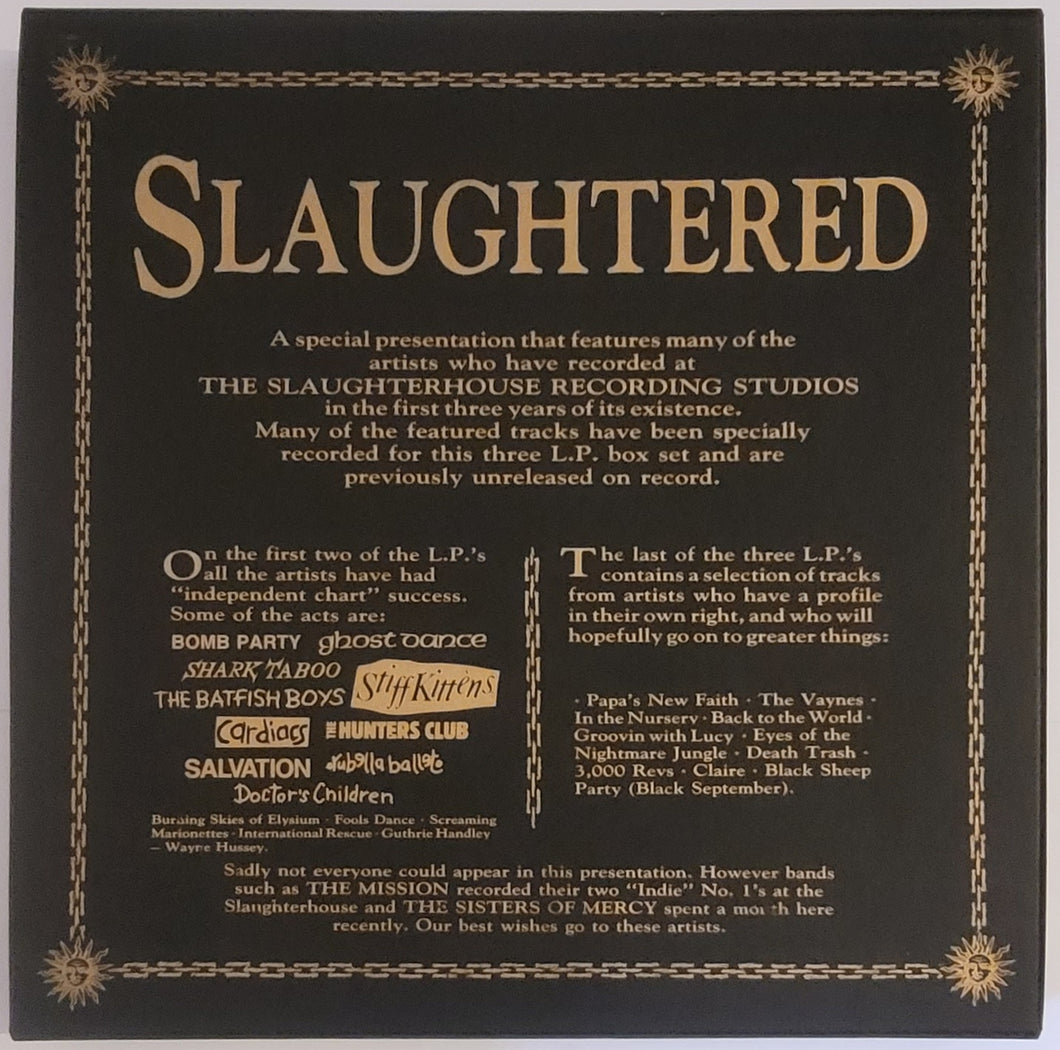 SLAUGHTERED
A special presentation that features many of the
artists who have recorded at
THE SLAUGHTERHOUSE RECORDING STUDIOS
in the first three years of its existence.
Many of the featured tracks have been specially
recorded for this three L.P. box set and are
previously unreleased on record.
On the first two of the L.P.'s
all the artists have had
"independent chart" success.
Some of the acts are:
BOMB PARTY ghost dance
SHARK TABOO
Stiff Kittens
THE BATFISH BOYS
Cardiacs THE HUNTERS CLUB
SALVATION rubella ballet
Doctor's Children
Burning Skies of Elysium · Fools Dance · Screaming
Marionettes · International Rescue · Guthrie Handley
— Wayne Hussey.
The last of the three L.P.'s
contains a selection of tracks
from artists who have a profile
in their own right, and who will
hopefully go on to greater things:
· Papa's New Faith · The Vaynes ·
In the Nursery · Back to the World ·
Groovin with Lucy · Eyes of the
Nightmare Jungle · Death Trash ·
3,000 Revs · Claire · Black Sheep
Party (Black September).
Sadly not everyone could appear in this presentation. However bands
such as THE MISSION recorded their two "Indie" No. 1's at the
Slaughterhouse and THE SISTERS OF MERCY spent a month here
recently. Our best wishes go to these artists.